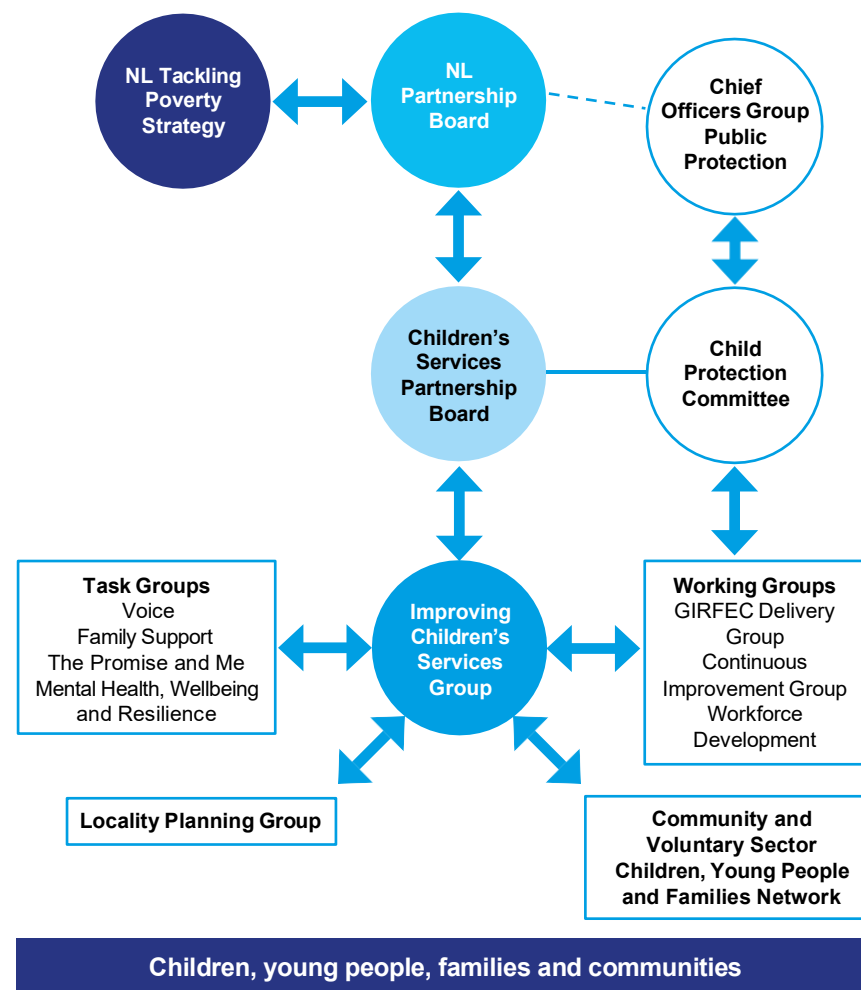 NL Tackling
Poverty
Strategy
NL
Partnership
Board
Chief
Officers Group
Public
Protection
Children’s
Services
Partnership
Board
Child
Protection
Committee
Task Groups
Voice
Family Support
The Promise and Me
Mental Health, Wellbeing
and Resilience
Improving
Children’s
Services
Group
Working Groups
GIRFEC Delivery
Group
Continuous
Improvement Group
Workforce
Development
Locality Planning Group
Community and
Voluntary Sector
Children, Young People
and Families Network
Children, young people, families and communities